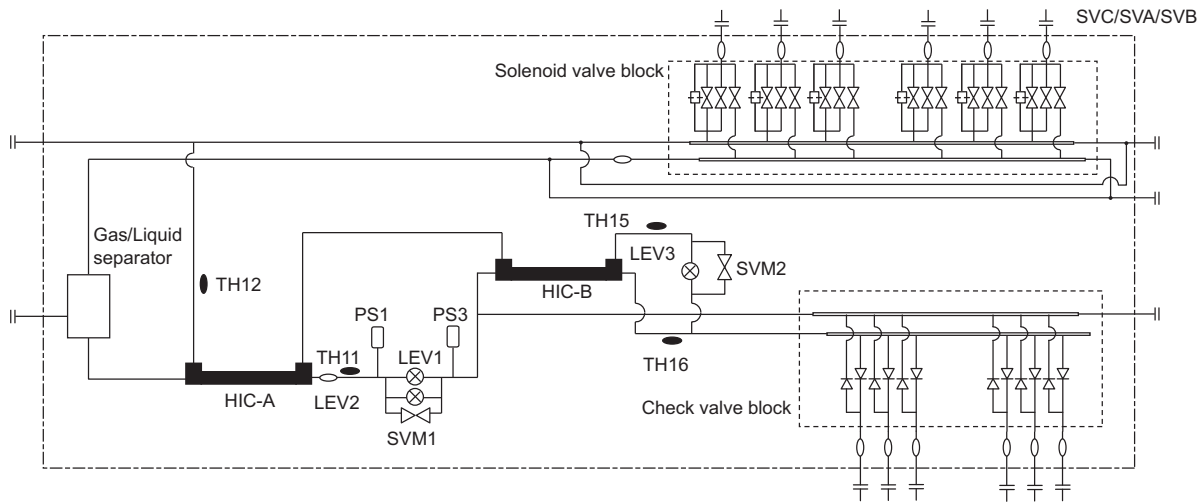 SVC/SVA/SVB
Solenoid valve block
Gas/Liquid
separator
TH15
LEV3
SVM2
TH12
HIC-B
PS1
PS3
TH11
LEV1
TH16
HIC-A
LEV2
Check valve block
SVM1